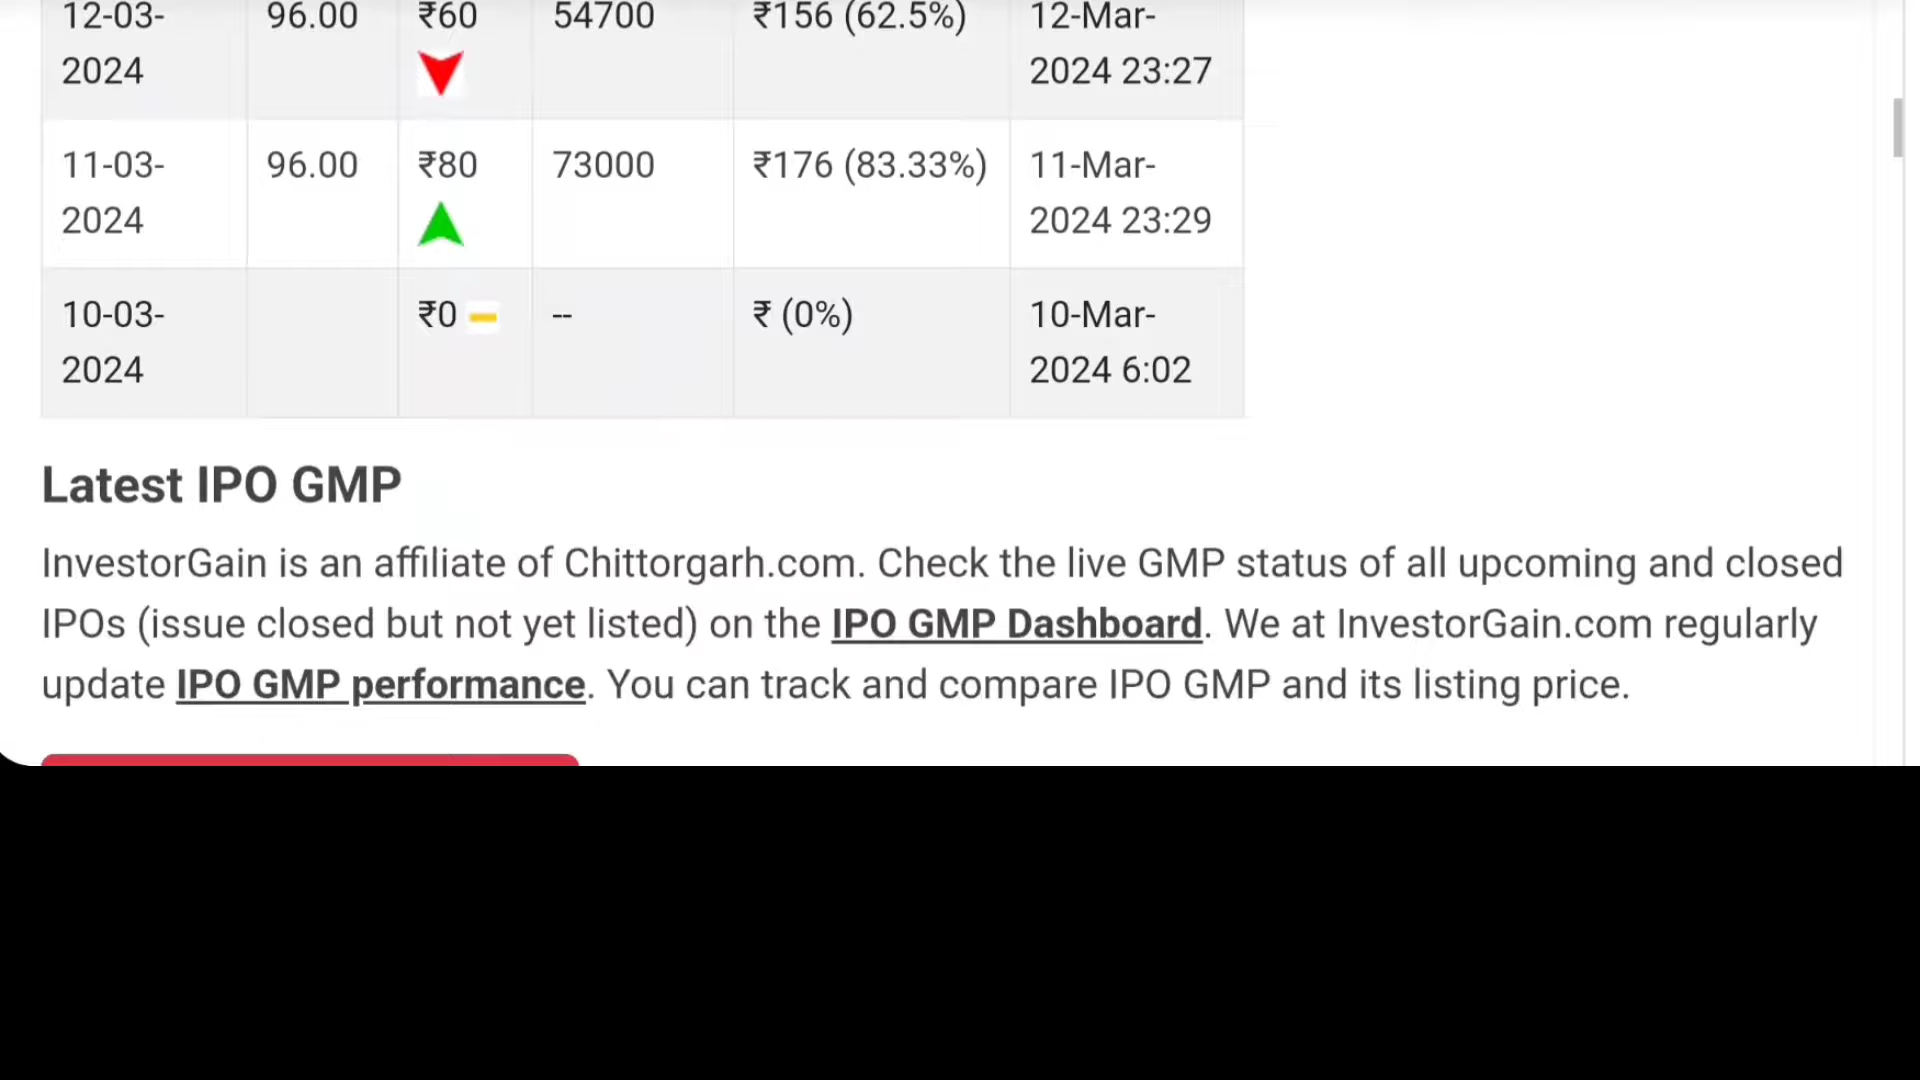 12-03- 96.00 ₹60 54700 ₹156 (62.5%) 12-Mar-
2024 2024 23:27
11-03- 96.00 ₹80 73000 ₹176 (83.33%) 11-Mar-
2024 2024 23:29
10-03- ₹0 -- ₹ (0%) 10-Mar-
2024 2024 6:02
Latest IPO GMP
InvestorGain is an affiliate of Chittorgarh.com. Check the live GMP status of all upcoming and closed
IPOs (issue closed but not yet listed) on the IPO GMP Dashboard. We at InvestorGain.com regularly
update IPO GMP performance. You can track and compare IPO GMP and its listing price.